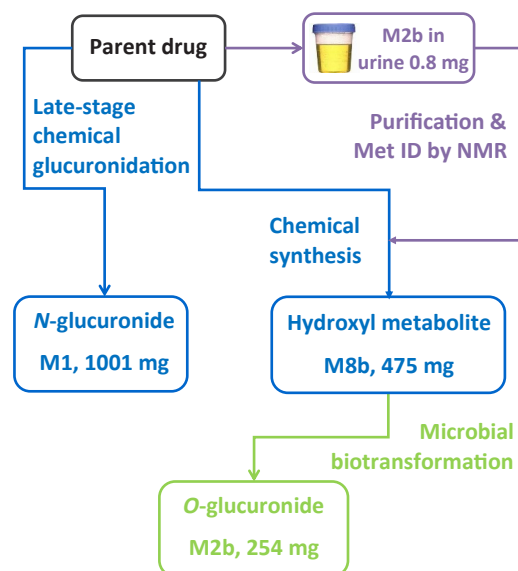 Parent drug
M2b in
urine 0.8 mg
Late-stage
chemical
glucuronidation
Purification &
Met ID by NMR
Chemical
synthesis
N-glucuronide
M1, 1001 mg
Hydroxyl metabolite
M8b, 475 mg
Microbial
biotransformation
O-glucuronide
M2b, 254 mg